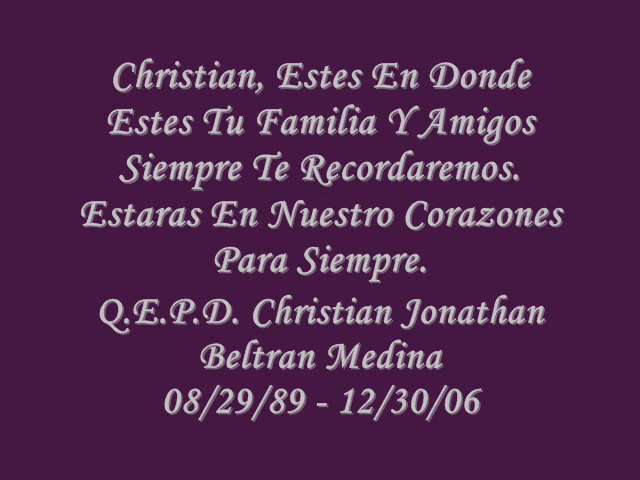 Christian, Estes En Donde
Estes Tu Familia Y Amigos
Siempre Te Recordaremos.
Estaras En Nuestro Corazones
Para Siempre.
Q.E.P.D. Christian Jonathan
Beltran Medina
08/29/89 - 12/30/06